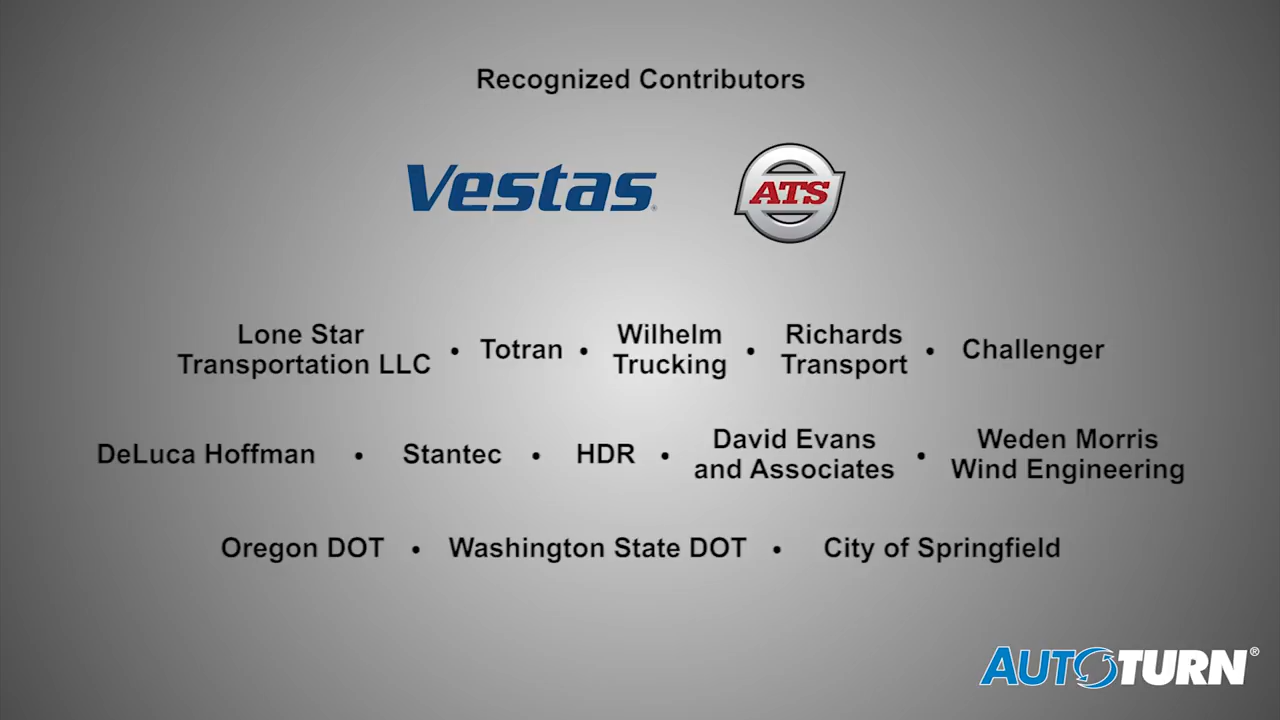 Recognized Contributors
Vestas®
ATS
Lone Star Transportation LLC • Totran • Wilhelm Trucking • Richards Transport • Challenger
DeLuca Hoffman • Stantec • HDR • David Evans and Associates • Weden Morris Wind Engineering
Oregon DOT • Washington State DOT • City of Springfield
AUTOTURN®